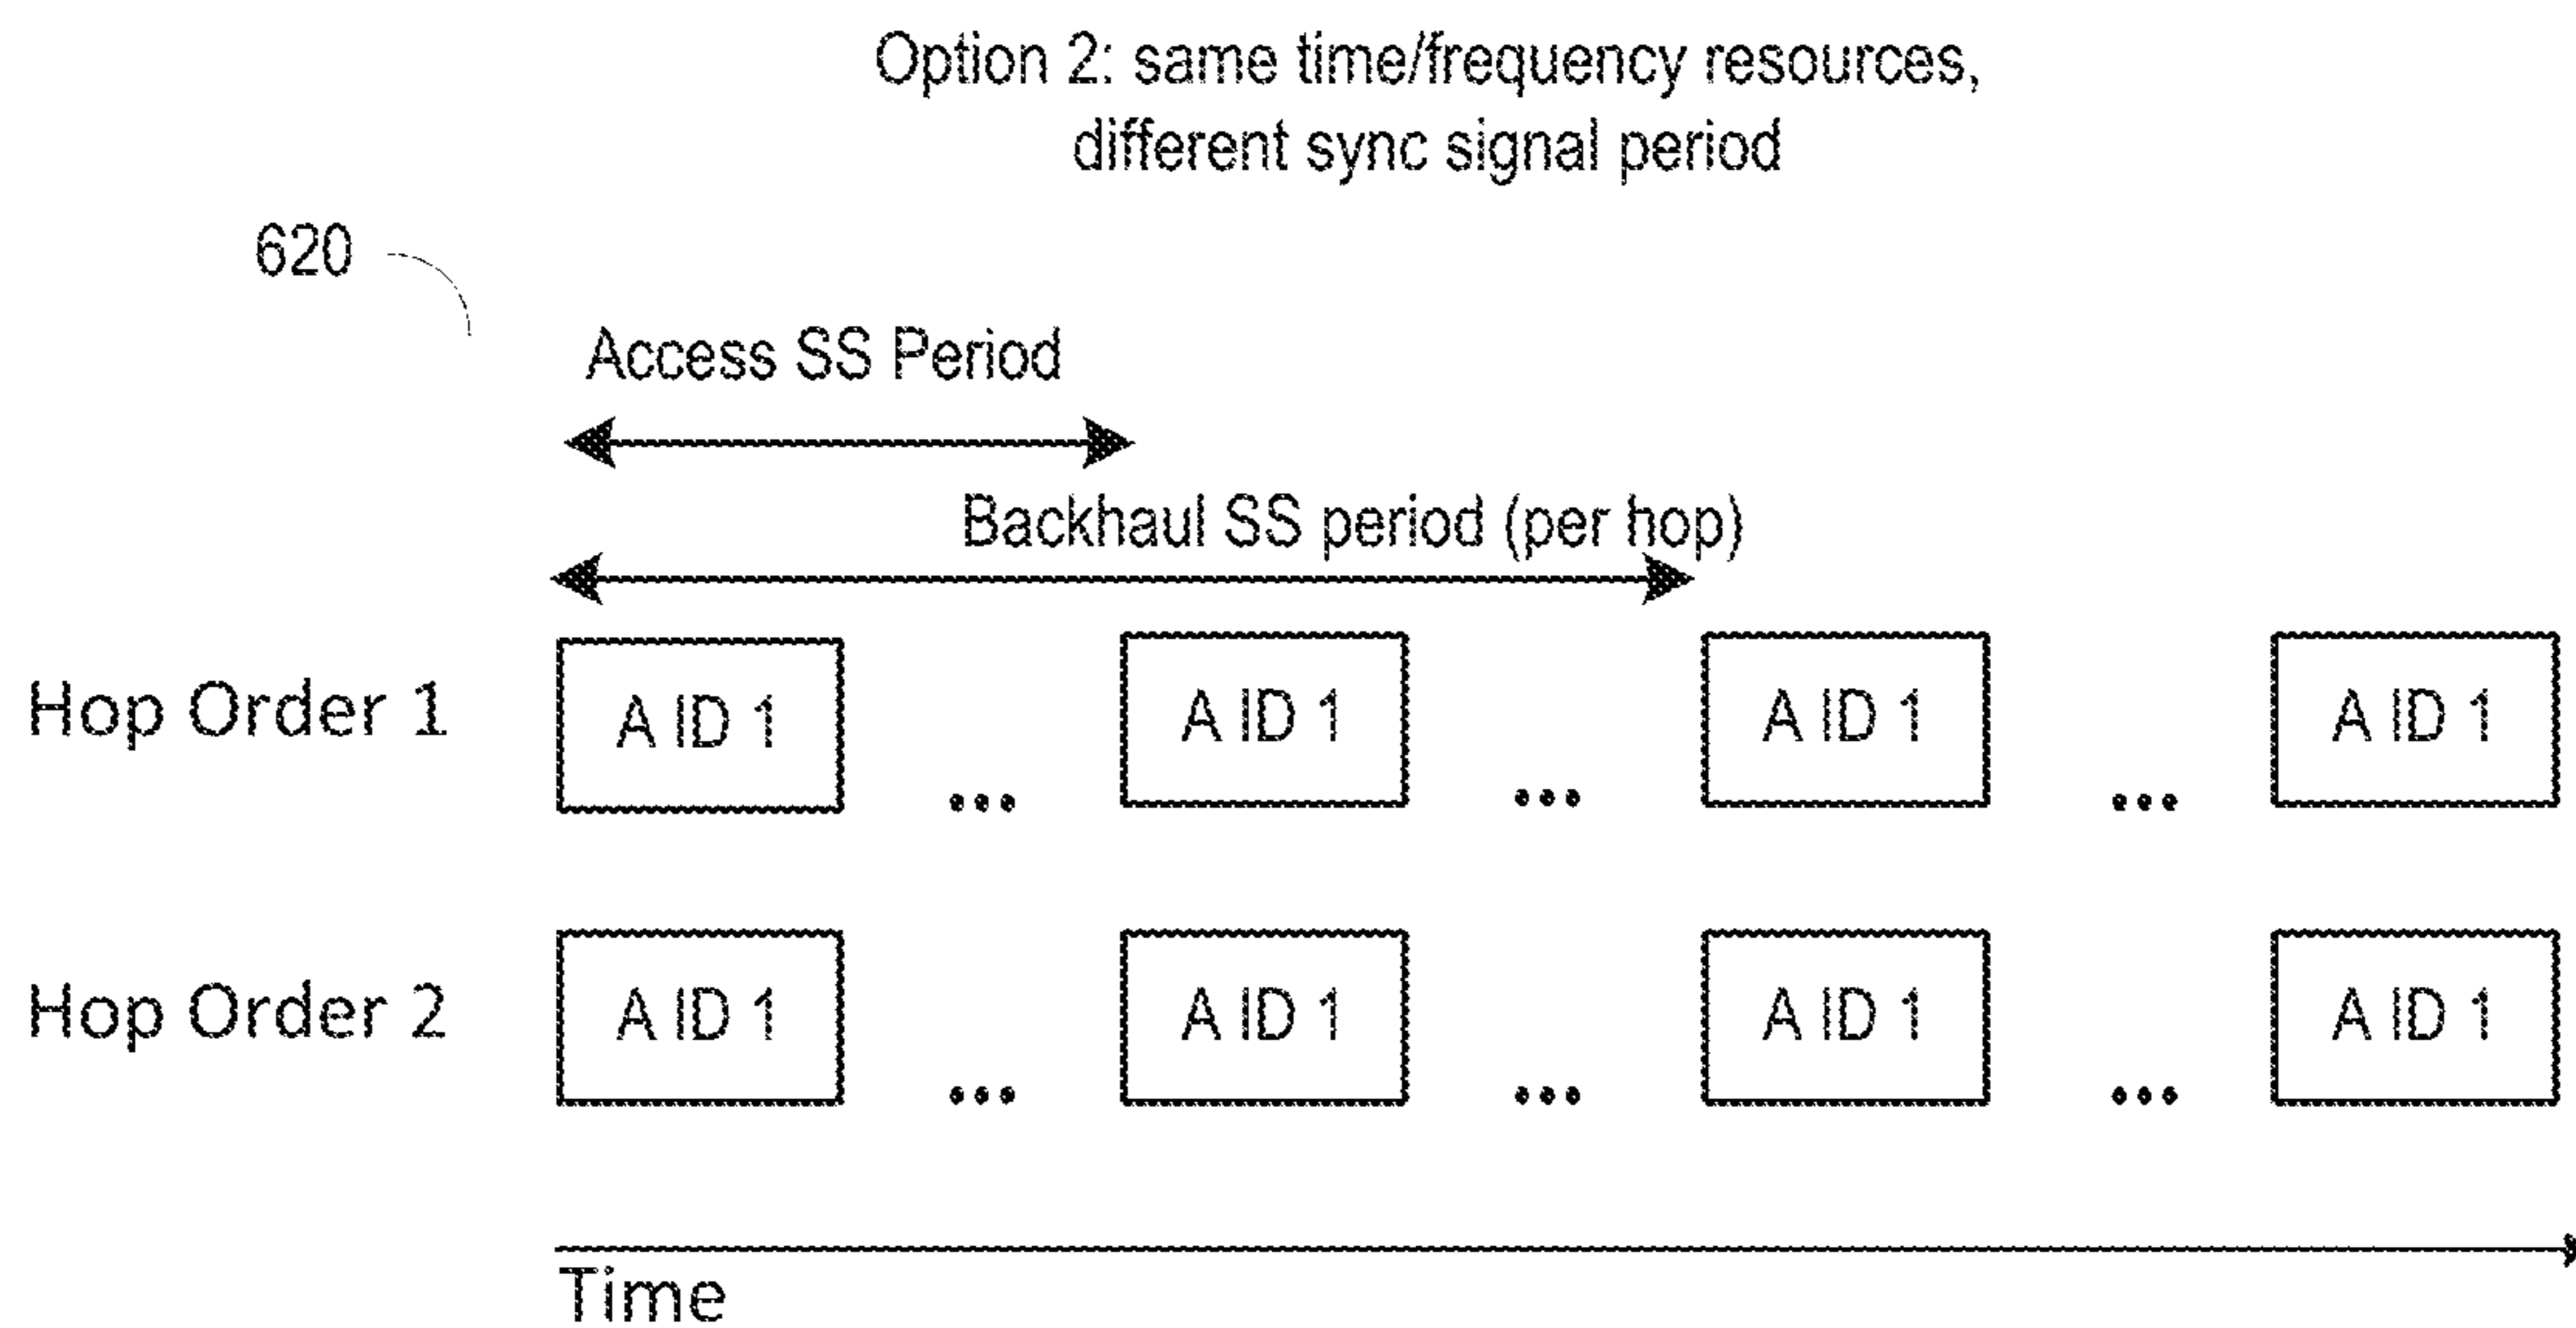 Option 2: same time/frequency resources,
different sync signal period
620
Access SS Period
Backhaul SS period (per hop)
Hop Order 1 A ID 1 ... A ID 1 ... A ID 1 ... A ID 1
Hop Order 2 A ID 1 ... A ID 1 ... A ID 1 ... A ID 1
Time